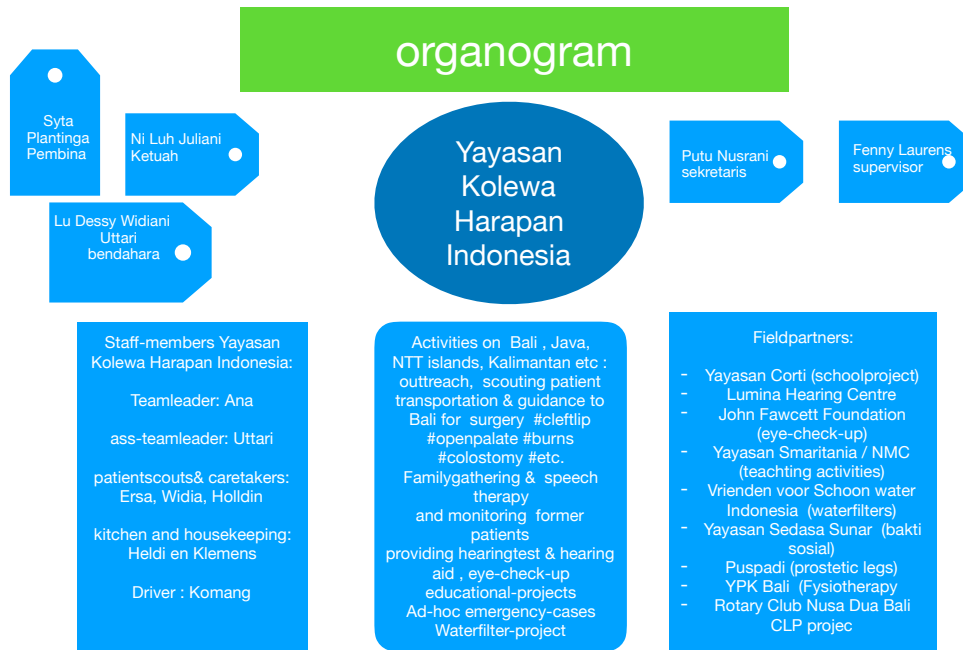 organogram
Syta
Plantinga
Pembina
Ni Luh Juliani
Ketuah
Lu Dessy Widiani
Uttari
bendahara
Yayasan
Kolewa
Harapan
Indonesia
Putu Nusrani
sekretaris
Fenny Laurens
supervisor
Staff-members Yayasan
Kolewa Harapan Indonesia:
Teamleader: Ana
ass-teamleader: Uttari
patientscouts& caretakers:
Ersa, Widia, Holldin
kitchen and housekeeping:
Heldi en Klemens
Driver : Komang
Activities on Bali , Java,
NTT islands, Kalimantan etc :
outtreach, scouting patient
transportation & guidance to
Bali for surgery #cleftlip
#openpalate #burns
#colostomy #etc.
Familygathering & speech
therapy
and monitoring former
patients
providing hearingtest & hearing
aid , eye-check-up
educational-projects
Ad-hoc emergency-cases
Waterfilter-project
Fieldpartners:
- Yayasan Corti (schoolproject)
- Lumina Hearing Centre
- John Fawcett Foundation
(eye-check-up)
- Yayasan Smaritania / NMC
(teachting activities)
- Vrienden voor Schoon water
Indonesia (waterfilters)
- Yayasan Sedasa Sunar (bakti
sosial)
- Puspadi (prostetic legs)
- YPK Bali (Fysiotherapy
- Rotary Club Nusa Dua Bali
CLP projec